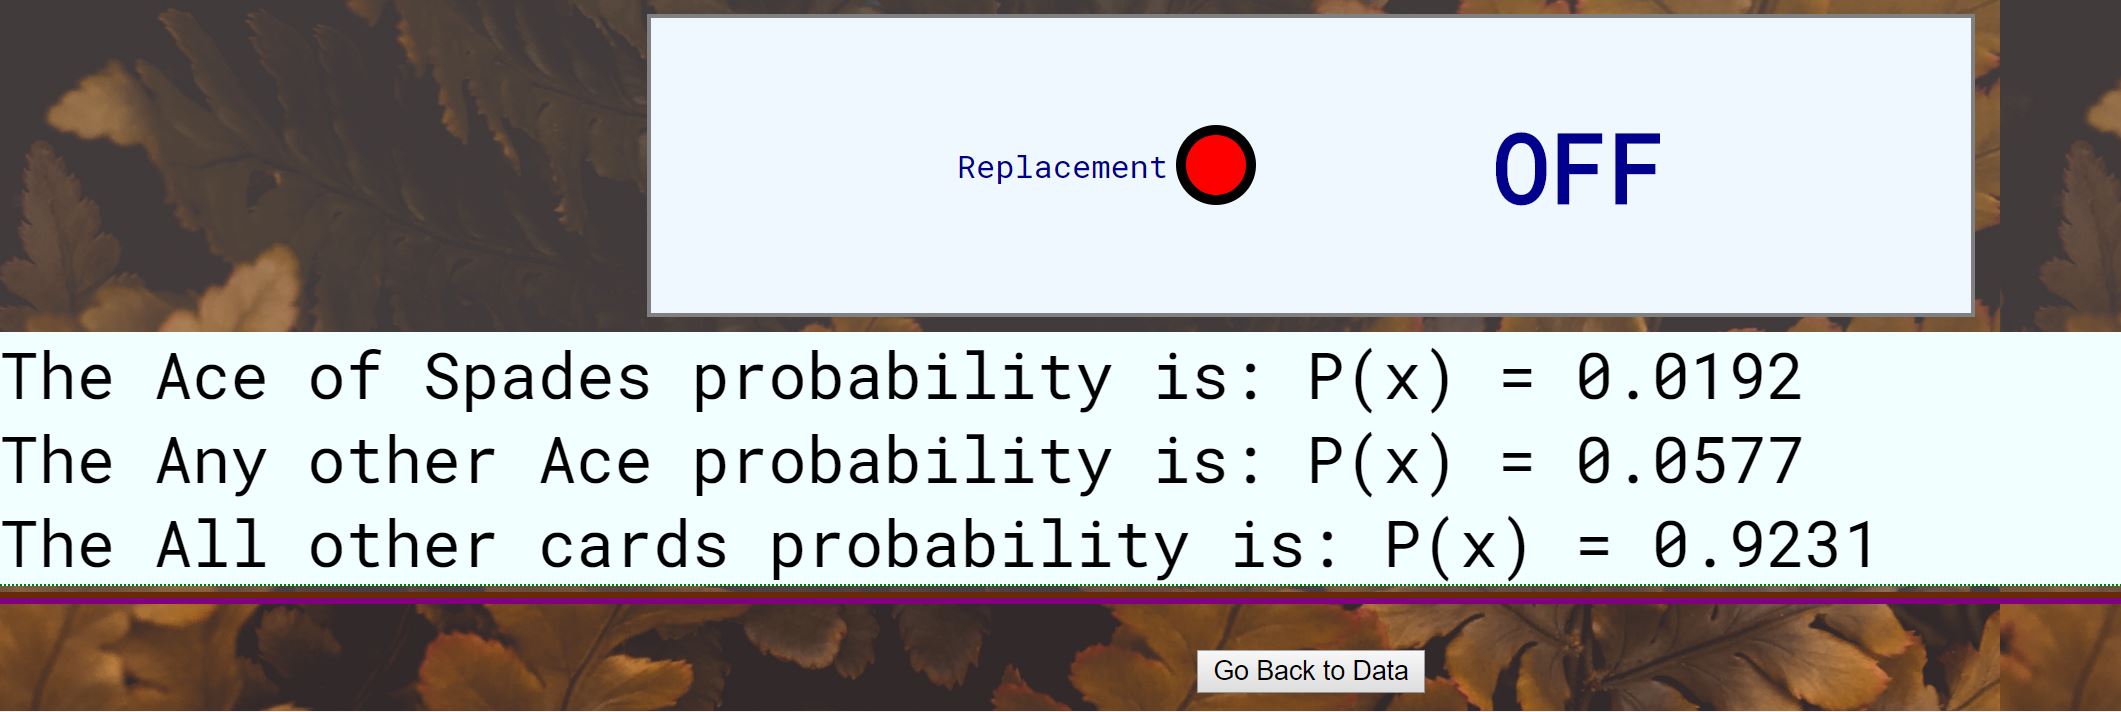 Replacement OFF
The Ace of Spades probability is: P(x) = 0.0192
The Any other Ace probability is: P(x) = 0.0577
The All other cards probability is: P(x) = 0.9231
Go Back to Data